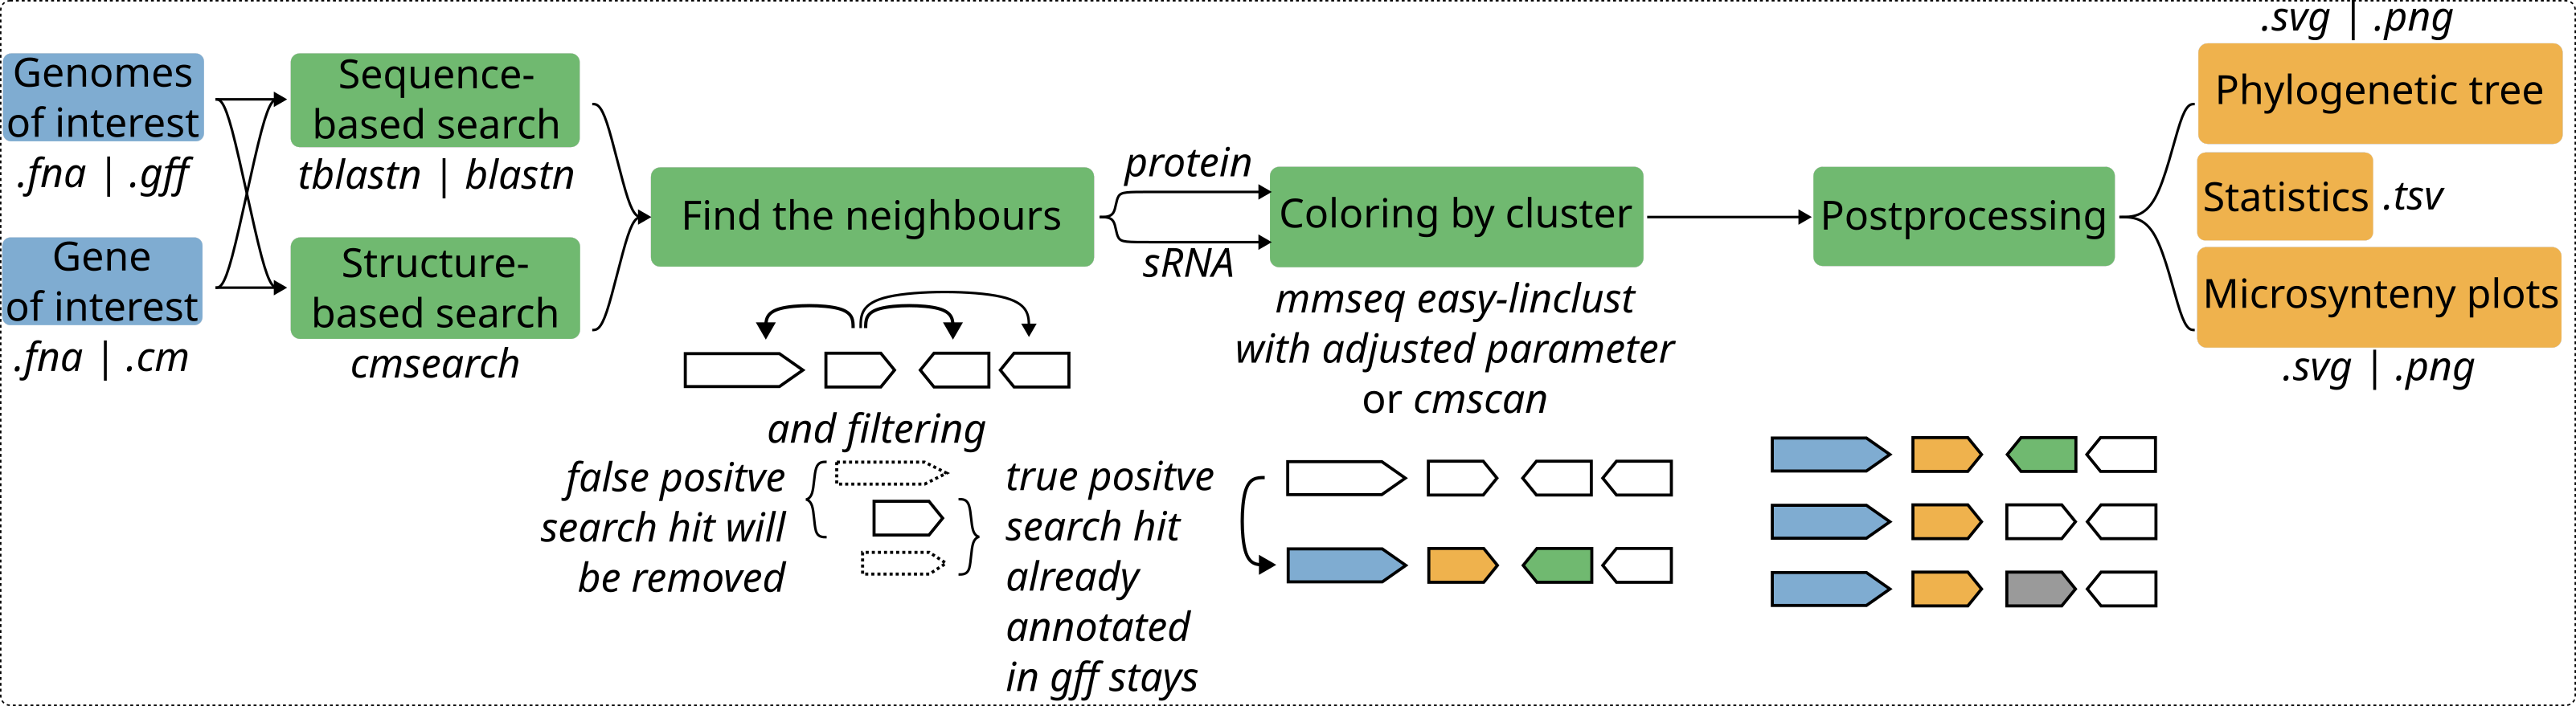 Genomes
of interest
.fna | .gff
Gene
of interest
.fna | .cm
Sequence-
based search
tblastn | blastn
Structure-
based search
cmsearch
Find the neighbours
and filtering
false positve
search hit will
be removed
true positve
search hit
already
annotated
in gff stays
protein
sRNA
Coloring by cluster
mmseq easy-linclust
with adjusted parameter
or cmscan
Postprocessing
.svg | .png
Phylogenetic tree
Statistics .tsv
Microsynteny plots
.svg | .png